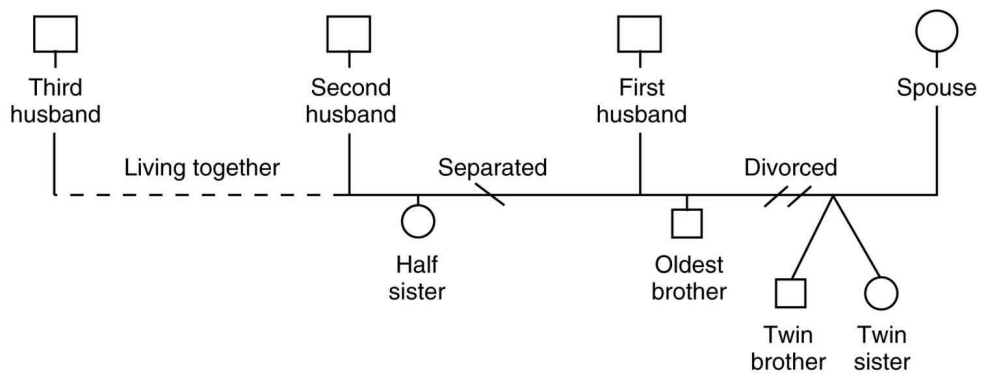 Third
husband
Second
husband
First
husband
Spouse
Living together
Separated
Divorced
Half
sister
Oldest
brother
Twin
brother
Twin
sister